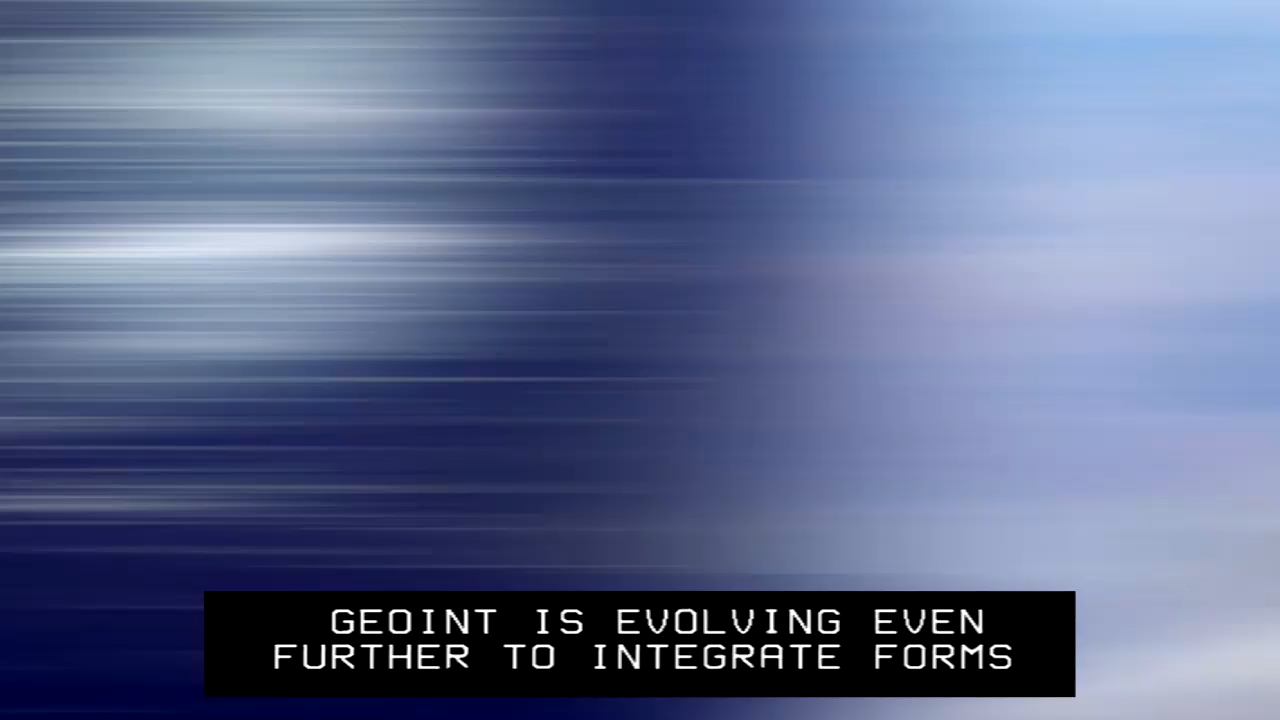 GEOINT IS EVOLVING EVEN
FURTHER TO INTEGRATE FORMS